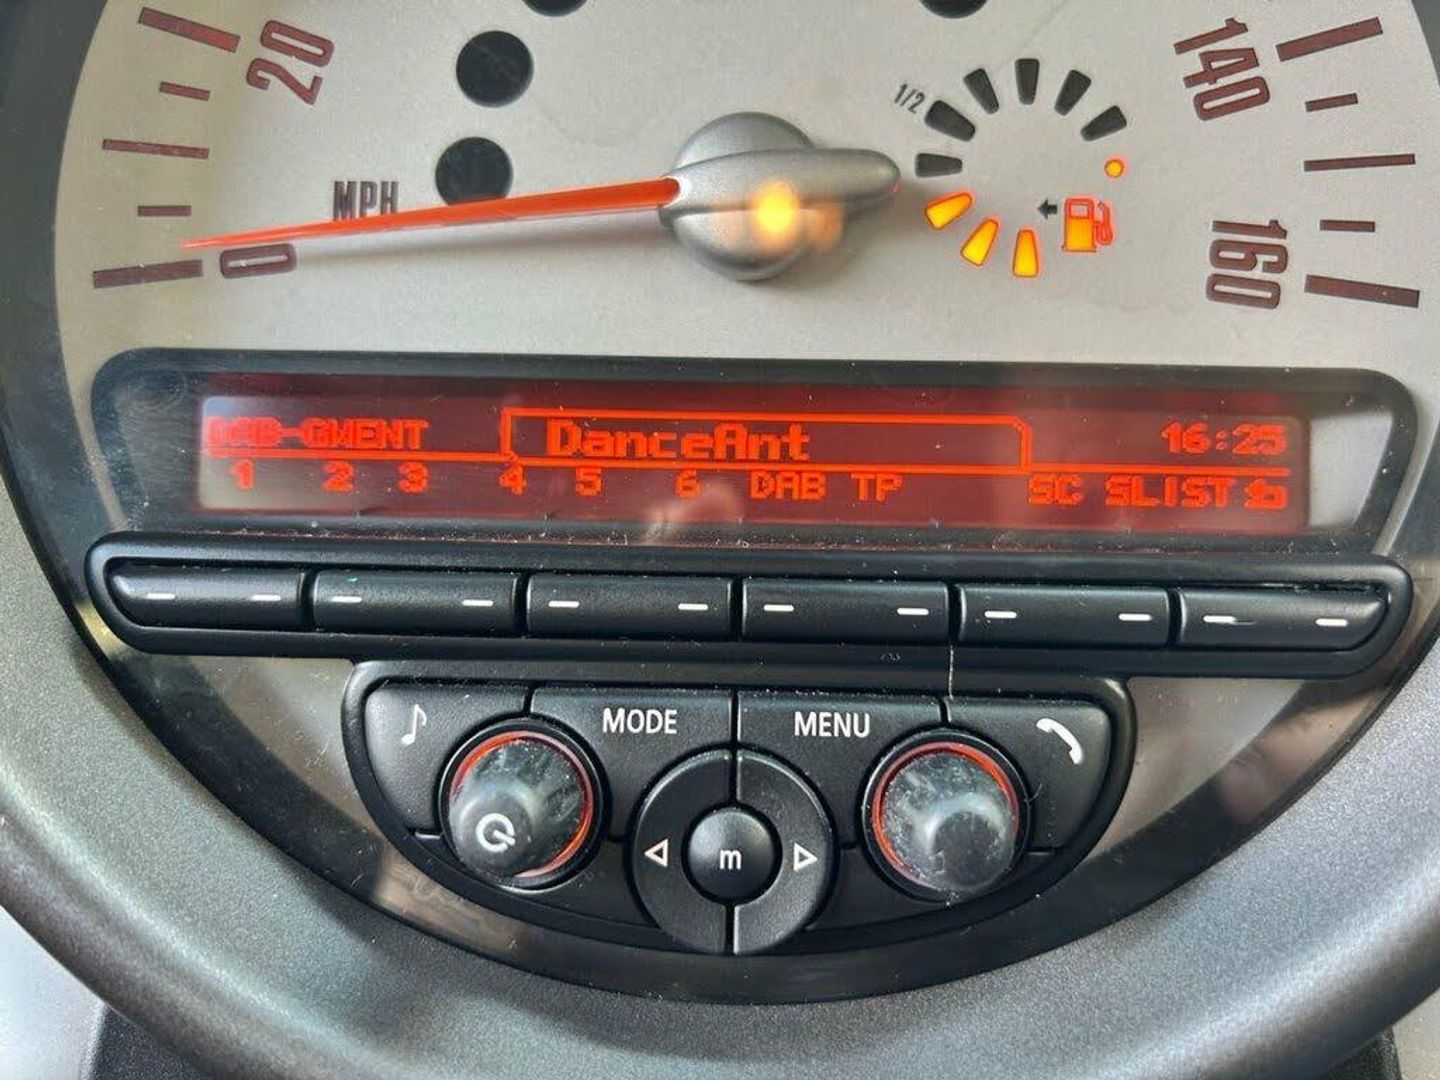 20
140
1/2
MPH
0
160
DAB-GWENT DanceAnt 16:25
1 2 3 4 5 6 DAB TP SC SLIST
MODE MENU
m